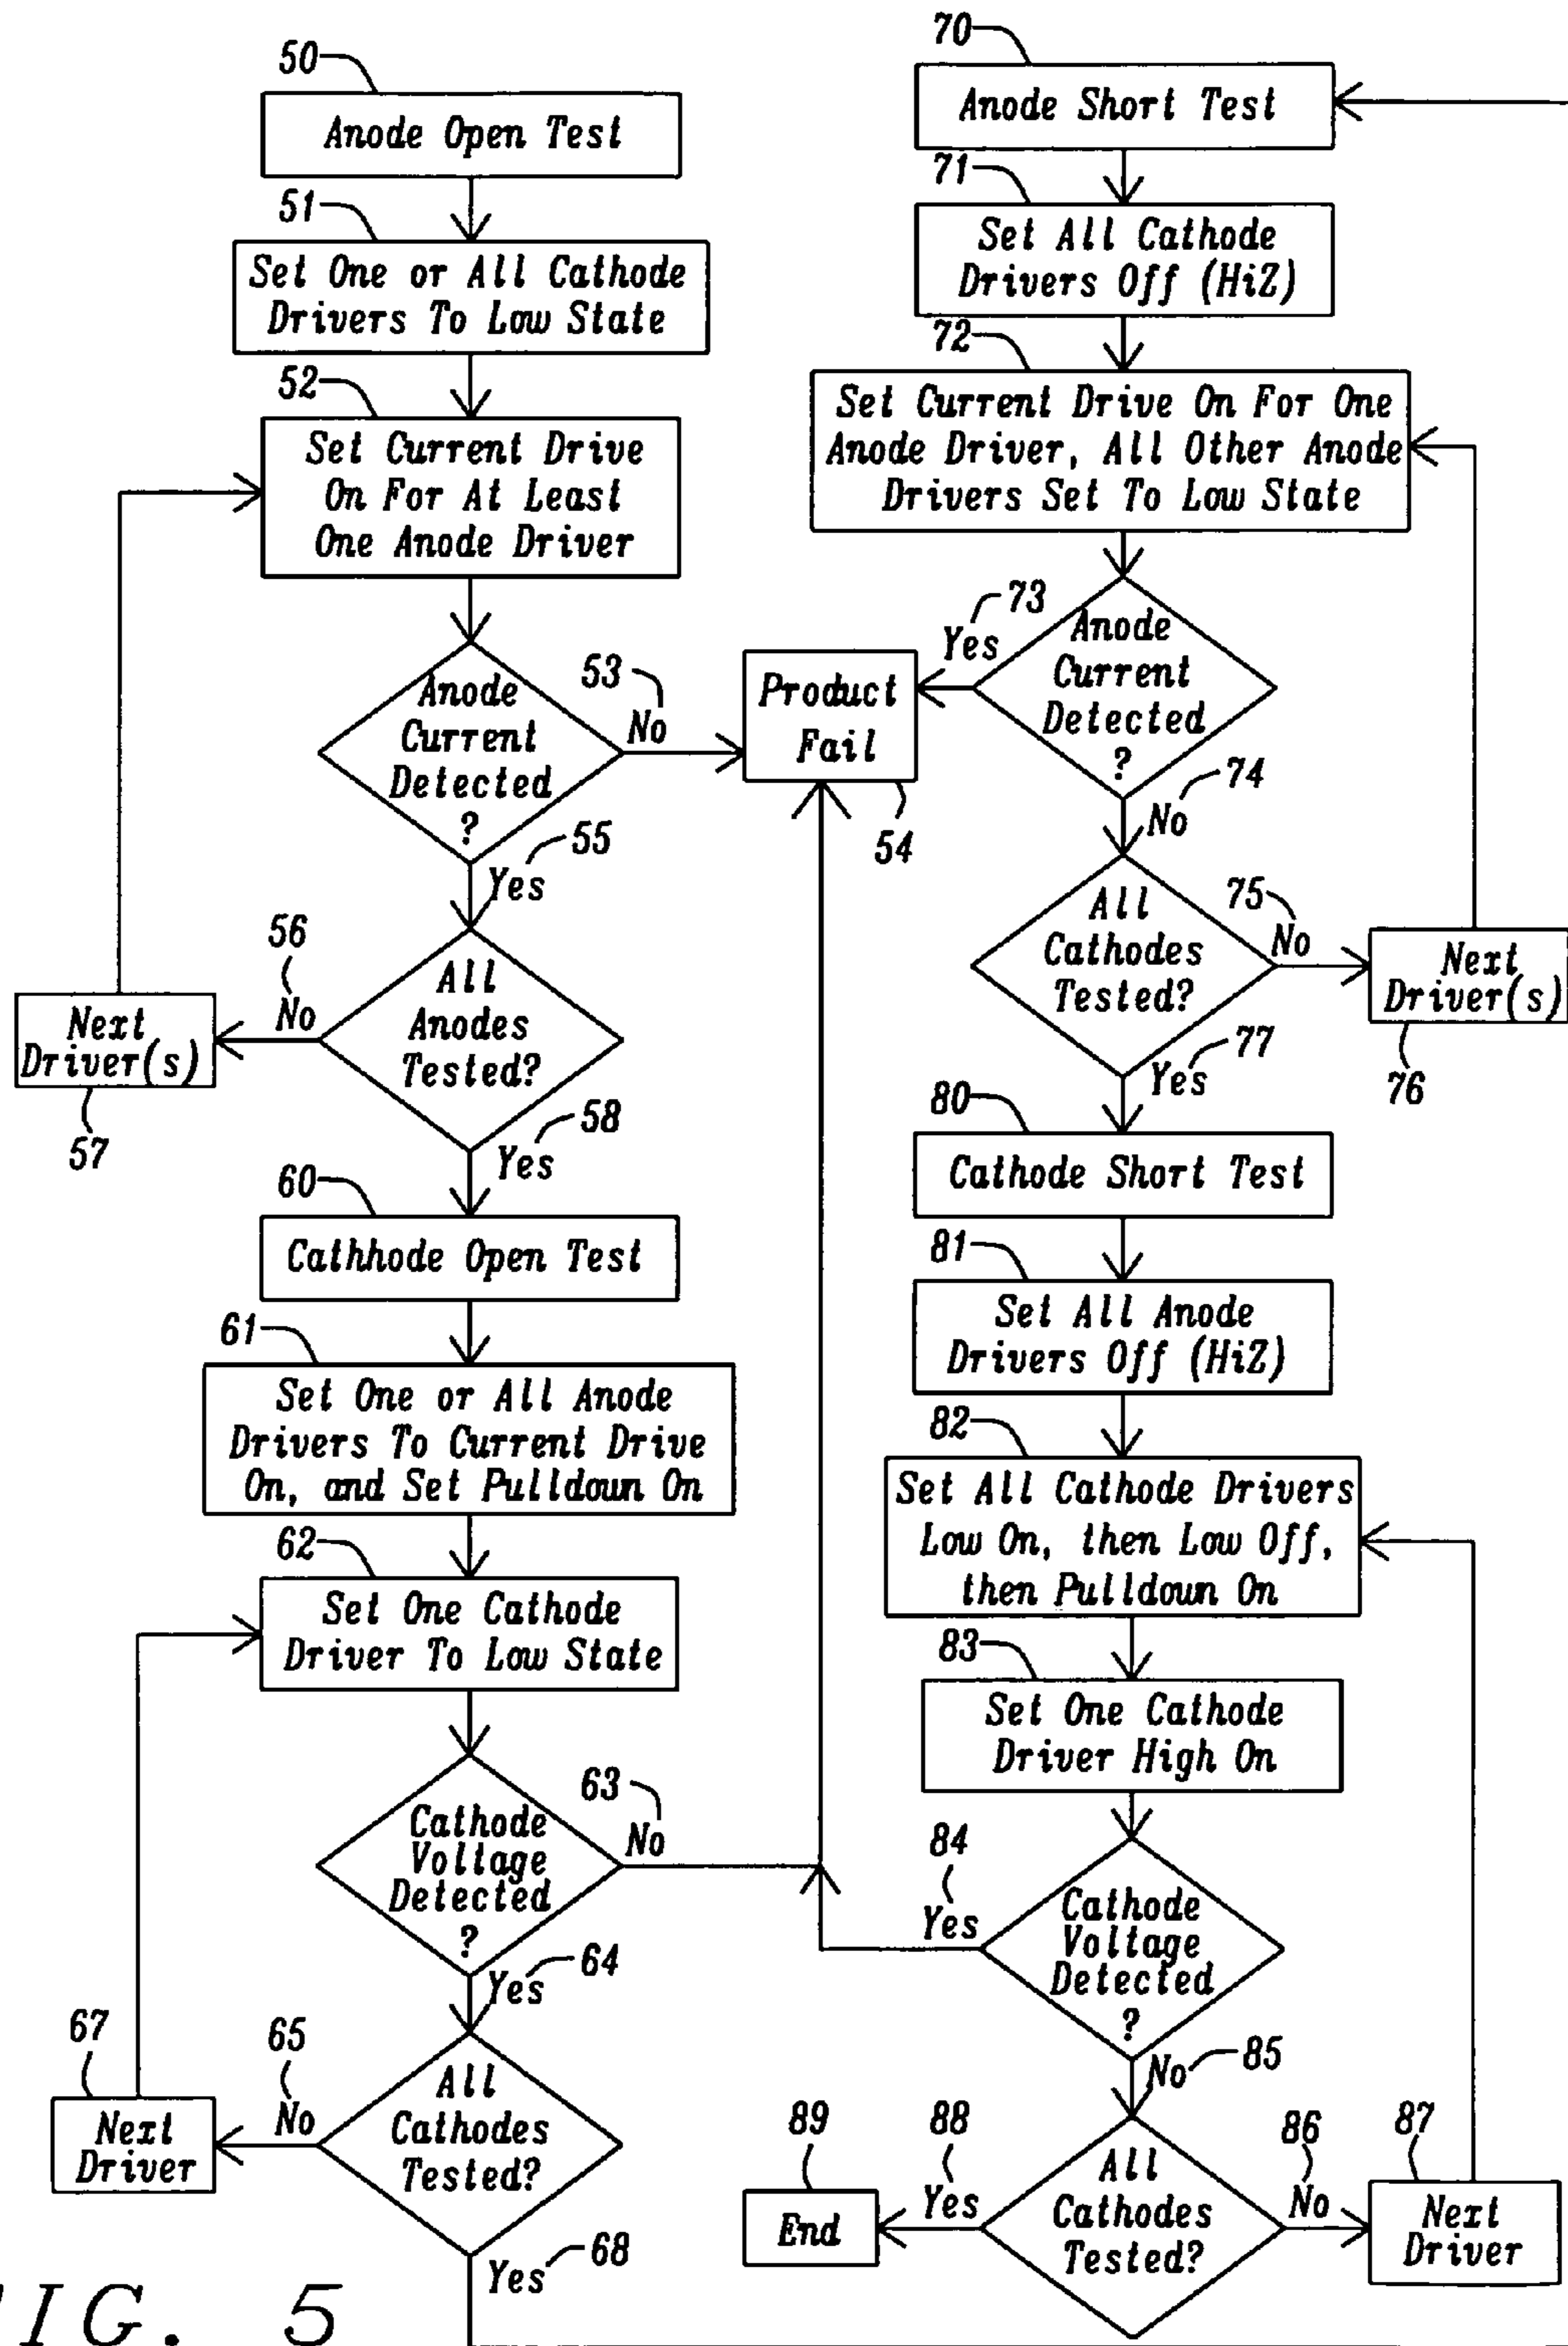 50
Anode Open Test
51
Set One or All Cathode
Drivers To Low State
52
Set Current Drive
On For At Least
One Anode Driver
Anode
Current
Detected
?
53
No
Product
Fail
54
55
Yes
56
No
All
Anodes
Tested?
Next
Driver(s)
57
58
Yes
60
Cathhode Open Test
61
Set One or All Anode
Drivers To Current Drive
On, and Set Pulldown On
62
Set One Cathode
Driver To Low State
Cathode
Voltage
Detected
?
63
No
64
Yes
65
No
All
Cathodes
Tested?
67
Next
Driver
68
Yes
70
Anode Short Test
71
Set All Cathode
Drivers Off (HiZ)
72
Set Current Drive On For One
Anode Driver, All Other Anode
Drivers Set To Low State
73
Yes
Anode
Current
Detected
?
74
No
All
Cathodes
Tested?
75
No
Next
Driver(s)
76
77
Yes
80
Cathode Short Test
81
Set All Anode
Drivers Off (HiZ)
82
Set All Cathode Drivers
Low On, then Low Off,
then Pulldown On
83
Set One Cathode
Driver High On
84
Yes
Cathode
Voltage
Detected
?
85
No
All
Cathodes
Tested?
86
No
87
Next
Driver
88
Yes
89
End
FIG. 5